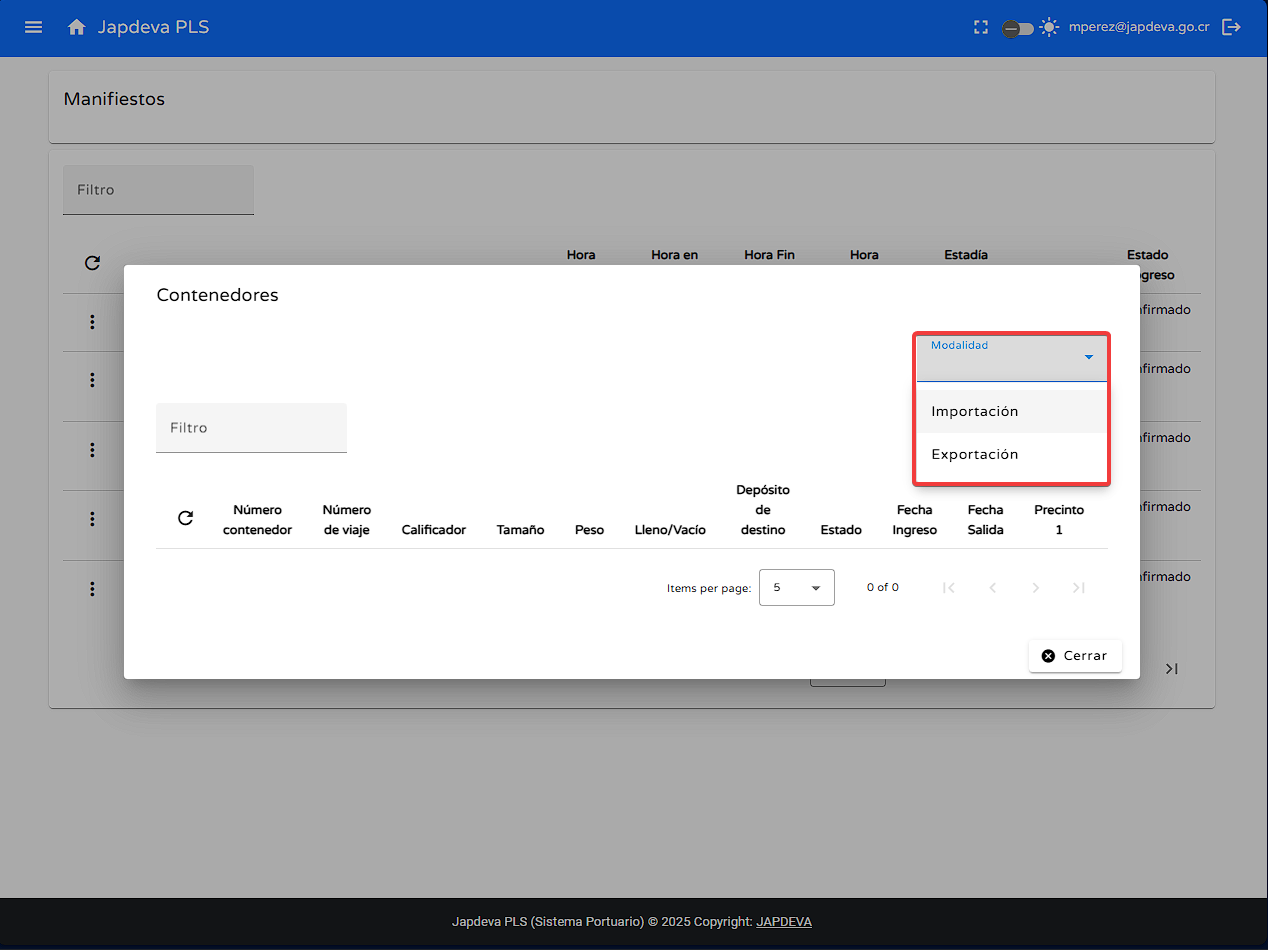 Japdeva PLS
mperez@japdeva.go.cr
Manifiestos
Filtro
Hora
Hora en
Hora Fin
Hora
Estadía
Estado
greso
firmado
firmado
firmado
firmado
firmado
Contenedores
Modalidad
Importación
Exportación
Filtro
Número contenedor
Número de viaje
Calificador
Tamaño
Peso
Lleno/Vacío
Depósito de destino
Estado
Fecha Ingreso
Fecha Salida
Precinto 1
Items per page: 5
0 of 0
Cerrar
Japdeva PLS (Sistema Portuario) © 2025 Copyright: JAPDEVA